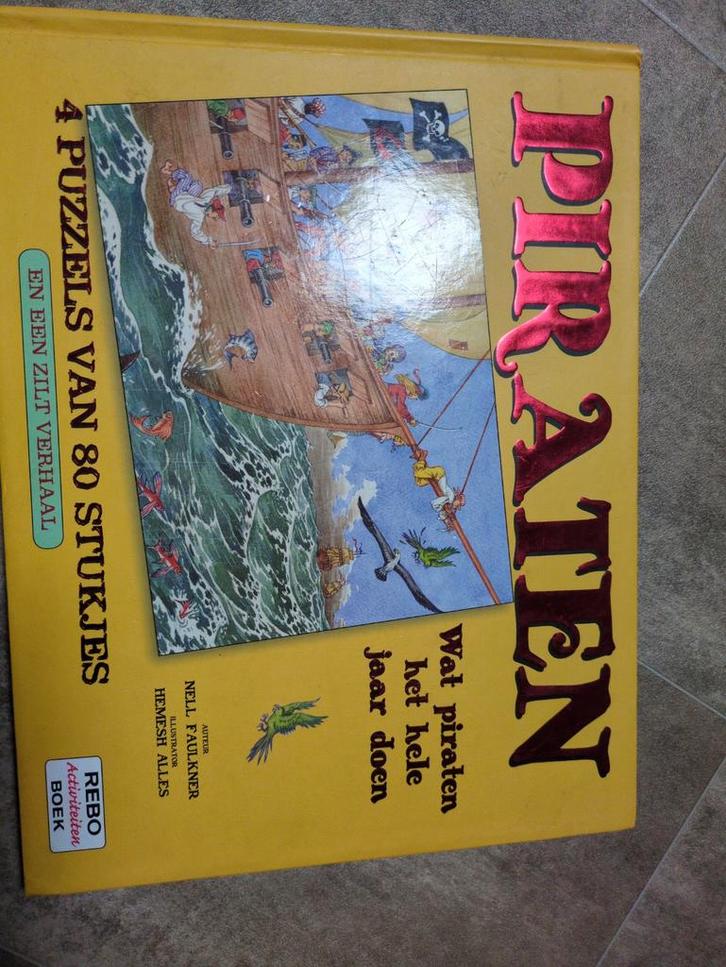 PIRATEN
Wat piraten
het hele
jaar doen
AUTEUR
NELL FAULKNER
ILLUSTRATOR
HEMESH ALLES
4 PUZZELS VAN 80 STUKJES
EN EEN ZILT VERHAAL
REBO
Activiteiten
BOEK